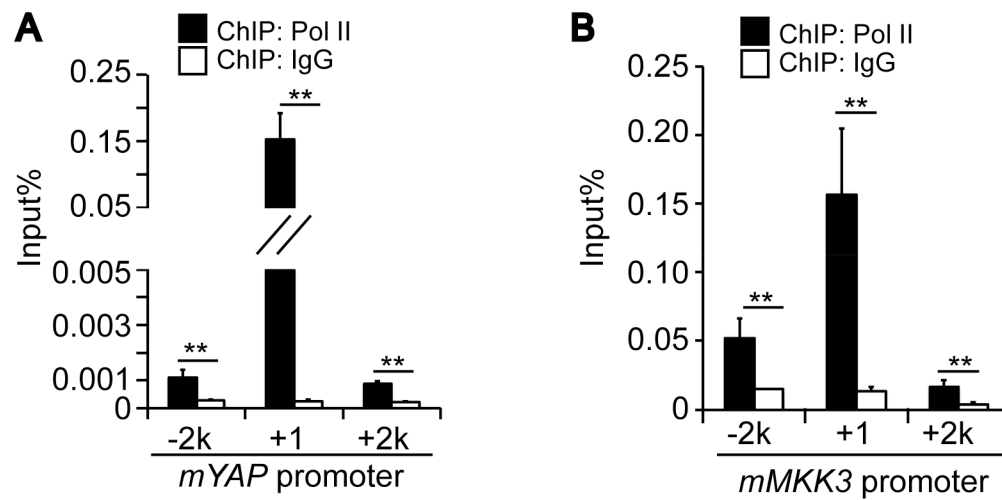 A
ChIP: Pol II
ChIP: IgG
Input%
0.25
0.15
0.05
0.005
0.003
0.001
0
**
**
**
-2k
+1
+2k
mYAP promoter
B
ChIP: Pol II
ChIP: IgG
Input%
0.25
0.20
0.15
0.10
0.05
0
**
**
**
-2k
+1
+2k
mMKK3 promoter